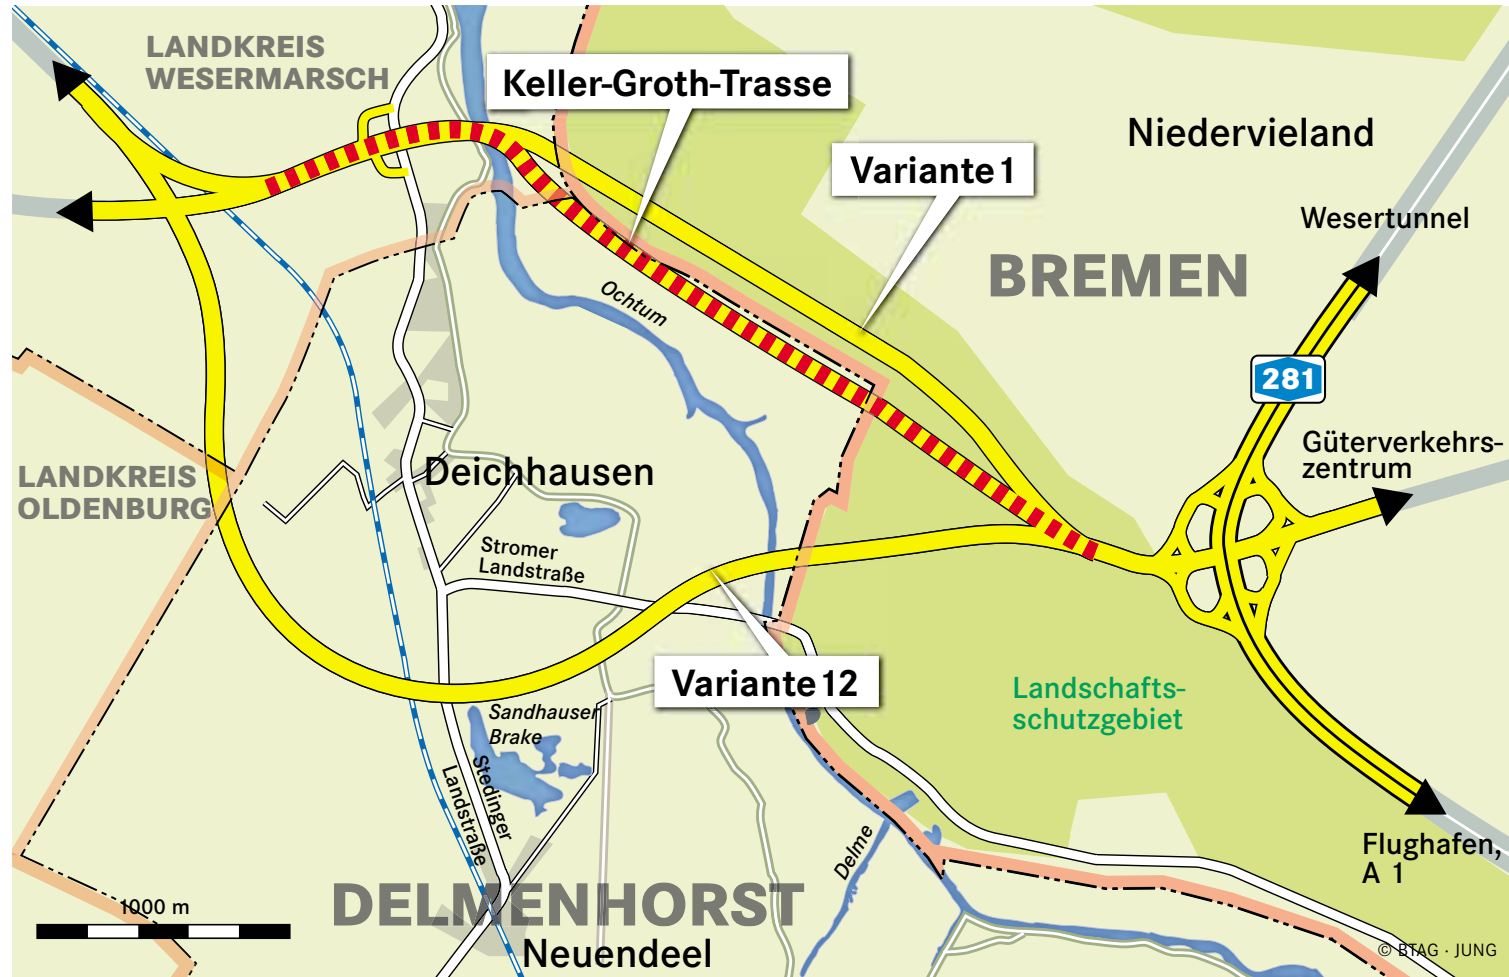 LANDKREIS
WESERMARSCH
Keller-Groth-Trasse
Variante 1
Niedervieland
Wesertunnel
BREMEN
Ochtum
281
Güterverkehrs-
zentrum
LANDKREIS
OLDENBURG
Deichhausen
Stromer
Landstraße
Variante 12
Landschafts-
schutzgebiet
Sandhauser
Brake
Stedinger
Landstraße
Delme
Flughafen,
A 1
DELMENHORST
1000 m
Neuendeel
© BTAG · JUNG